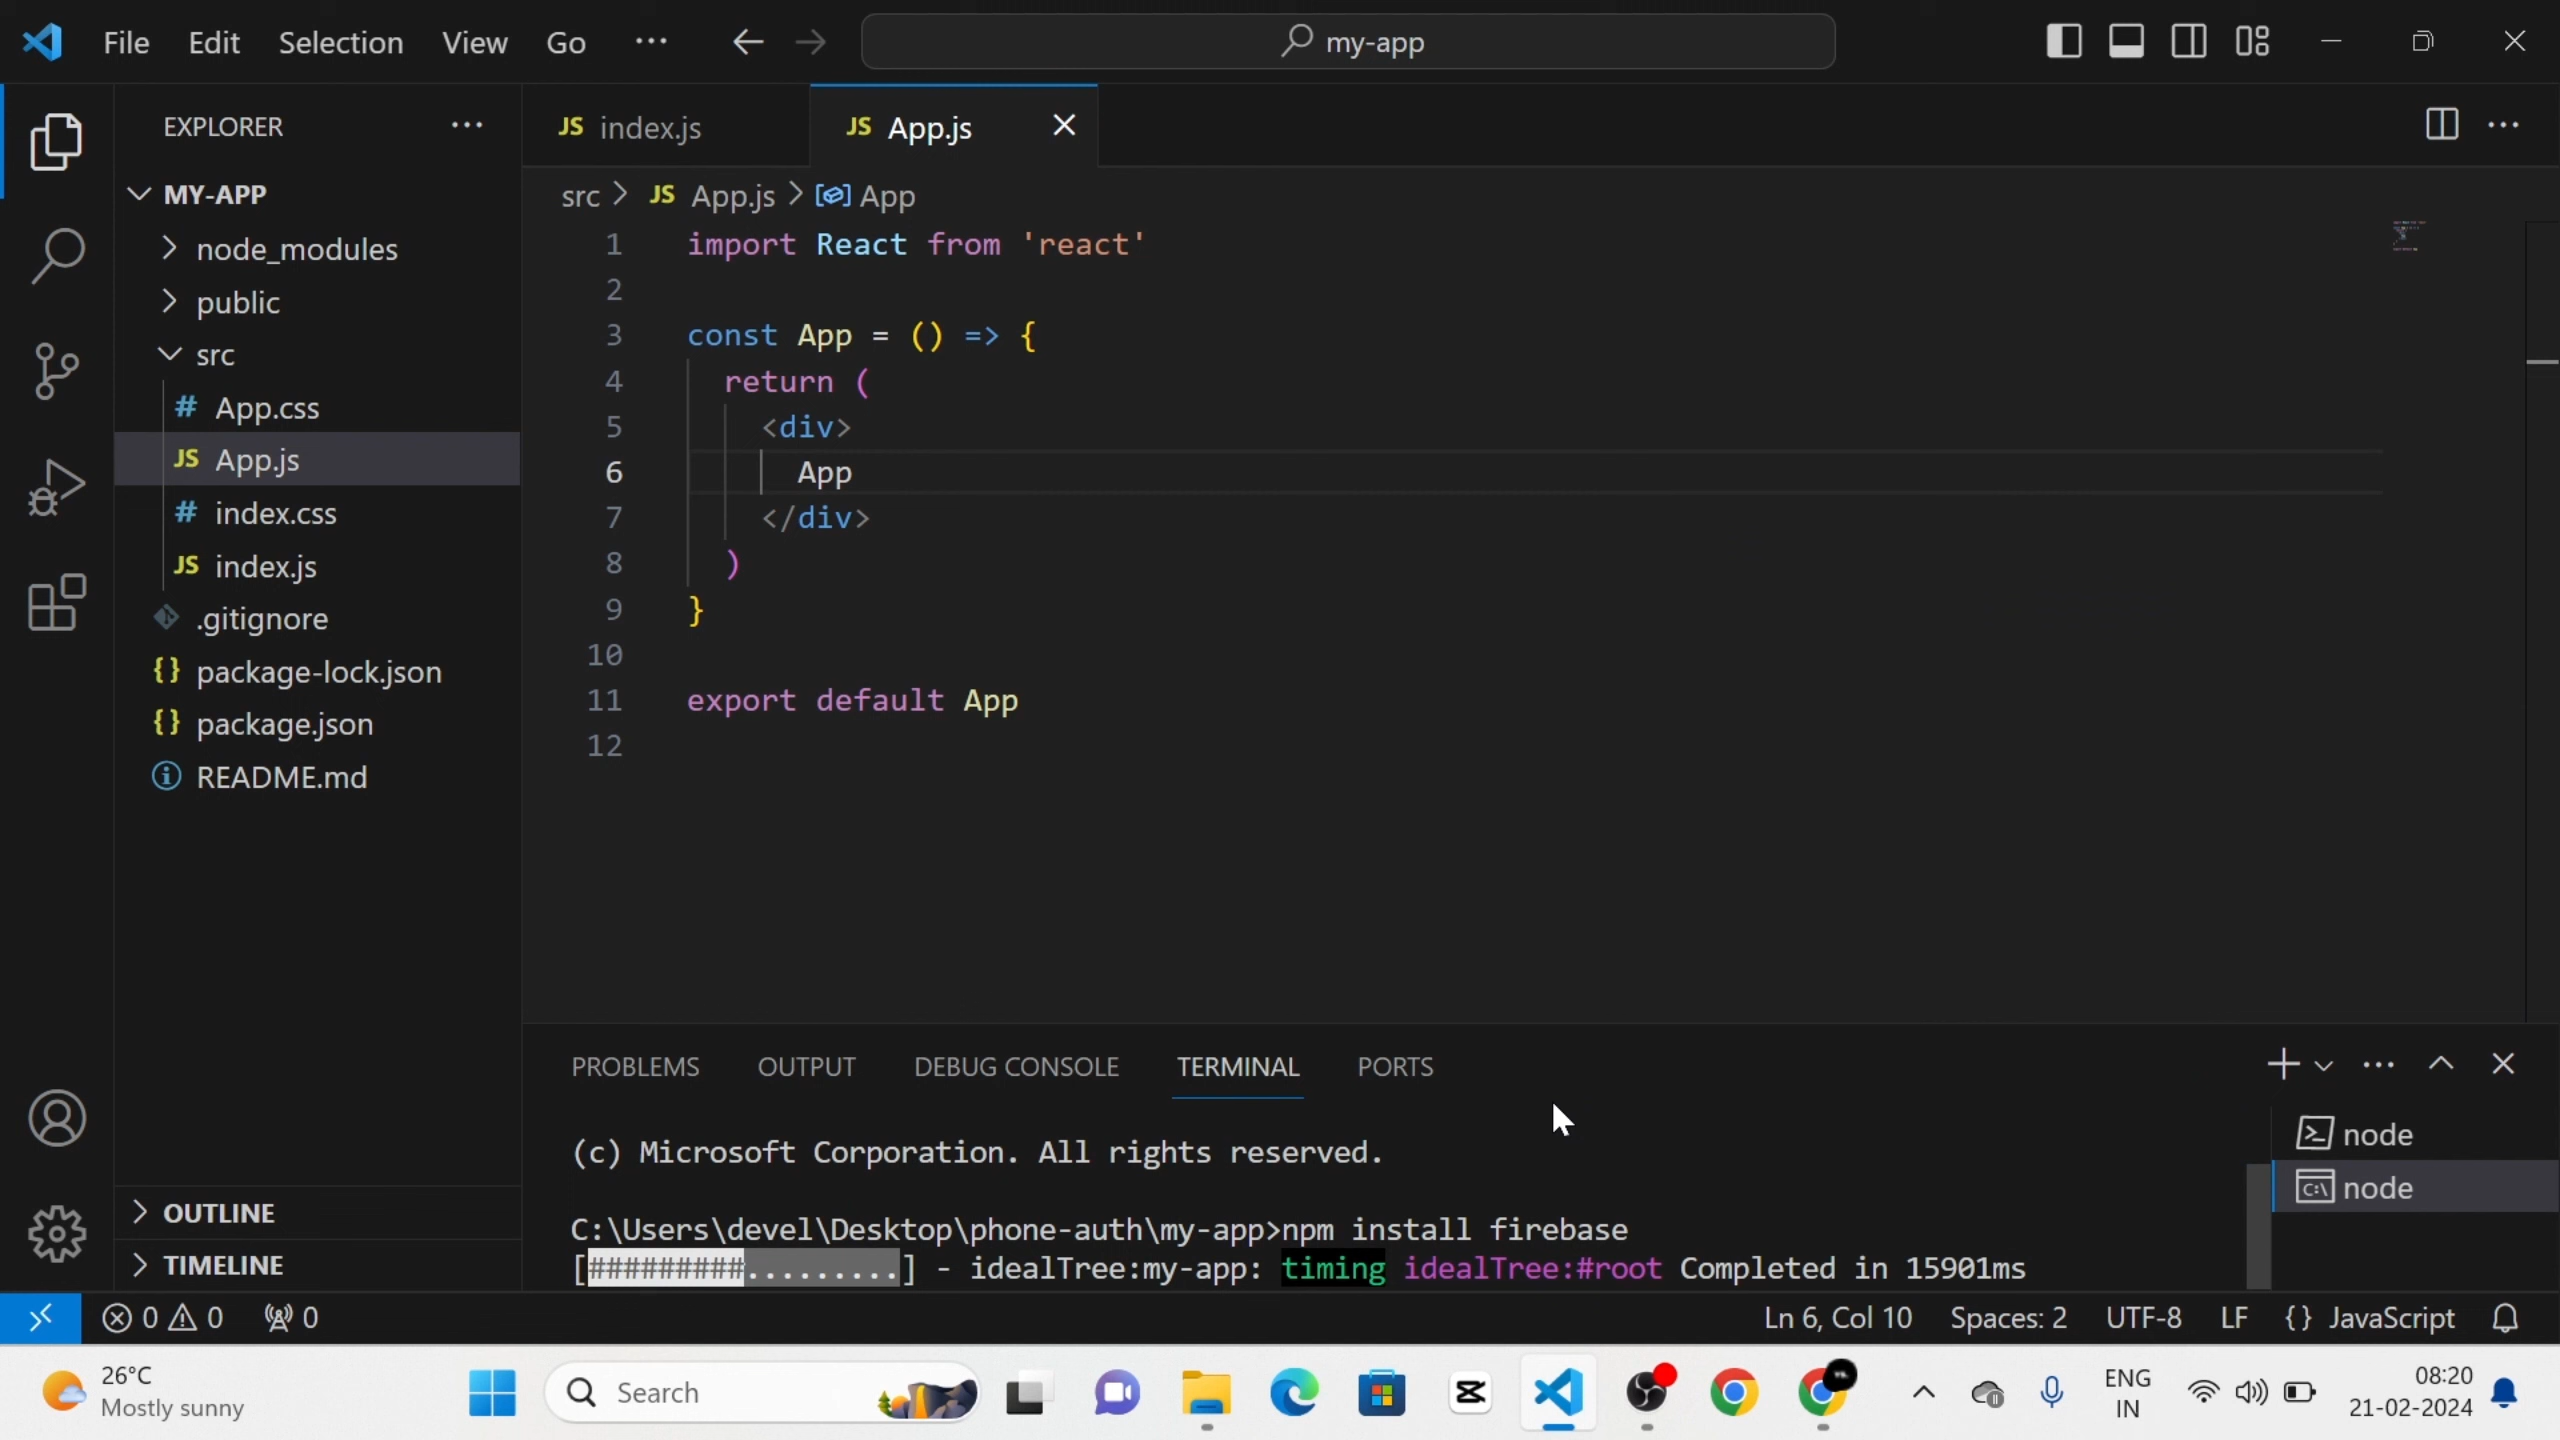 File Edit Selection View Go ... my-app
EXPLORER ...
MY-APP
node_modules
public
src
# App.css
JS App.js
# index.css
JS index.js
.gitignore
{} package-lock.json
{} package.json
README.md
OUTLINE
TIMELINE
JS index.js JS App.js
src > JS App.js > App
1 import React from 'react'
2
3 const App = () => {
4 return (
5 <div>
6 App
7 </div>
8 )
9 }
10
11 export default App
12
PROBLEMS OUTPUT DEBUG CONSOLE TERMINAL PORTS
(c) Microsoft Corporation. All rights reserved.
C:\Users\devel\Desktop\phone-auth\my-app>npm install firebase
[#########.........] - idealTree:my-app: timing idealTree:#root Completed in 15901ms
node
node
0 0 0 Ln 6, Col 10 Spaces: 2 UTF-8 LF {} JavaScript
26°C
Mostly sunny
Search
ENG
IN
08:20
21-02-2024